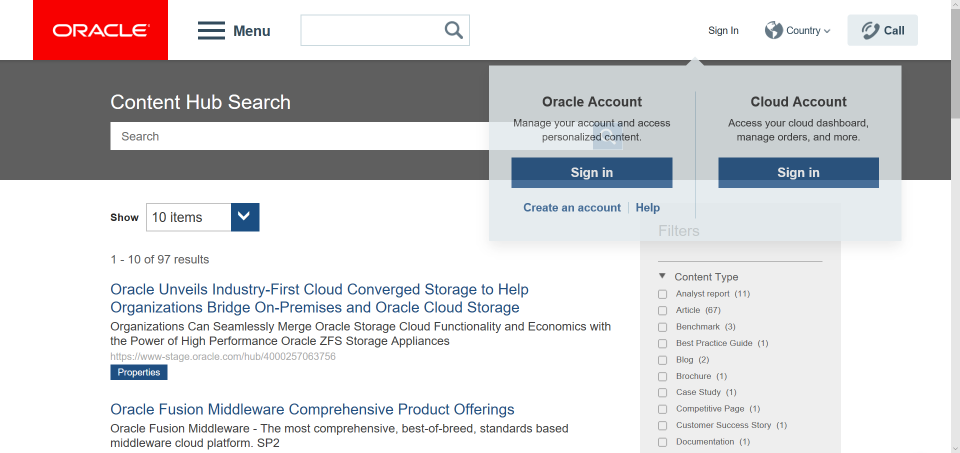 ORACLE
Menu
Sign In
Country
Call
Oracle Account
Manage your account and access
personalized content.
Sign in
Create an account
Help
Cloud Account
Access your cloud dashboard,
manage orders, and more.
Sign in
Content Hub Search
Search
Show
10 items
1 - 10 of 97 results
Oracle Unveils Industry-First Cloud Converged Storage to Help
Organizations Bridge On-Premises and Oracle Cloud Storage
Organizations Can Seamlessly Merge Oracle Storage Cloud Functionality and Economics with
the Power of High Performance Oracle ZFS Storage Appliances
https://www-stage.oracle.com/hub/4000257063756
Properties
Oracle Fusion Middleware Comprehensive Product Offerings
Oracle Fusion Middleware - The most comprehensive, best-of-breed, standards based
middleware cloud platform. SP2
Filters
Content Type
Analyst report (11)
Article (67)
Benchmark (3)
Best Practice Guide (1)
Blog (2)
Brochure (1)
Case Study (1)
Competitive Page (1)
Customer Success Story (1)
Documentation (1)